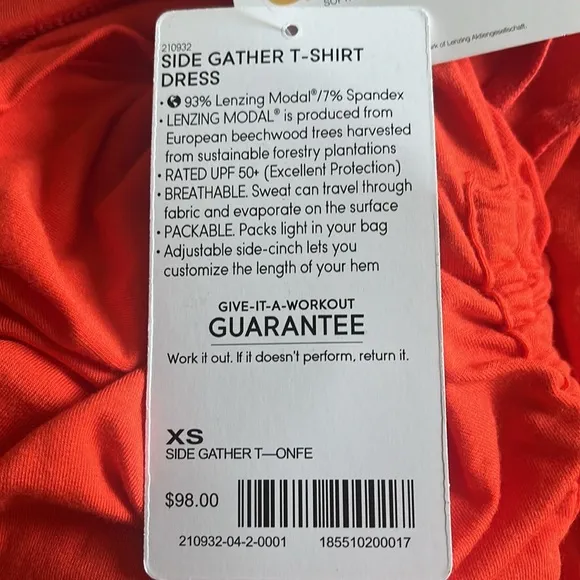 rk of Lenzing Aktiengesellschaft.
210932
SIDE GATHER T-SHIRT
DRESS
• 93% Lenzing Modal®/7% Spandex
• LENZING MODAL® is produced from
European beechwood trees harvested
from sustainable forestry plantations
• RATED UPF 50+ (Excellent Protection)
• BREATHABLE. Sweat can travel through
fabric and evaporate on the surface
• PACKABLE. Packs light in your bag
• Adjustable side-cinch lets you
customize the length of your hem
GIVE-IT-A-WORKOUT
GUARANTEE
Work it out. If it doesn't perform, return it.
XS
SIDE GATHER T—ONFE
$98.00
210932-04-2-0001 185510200017